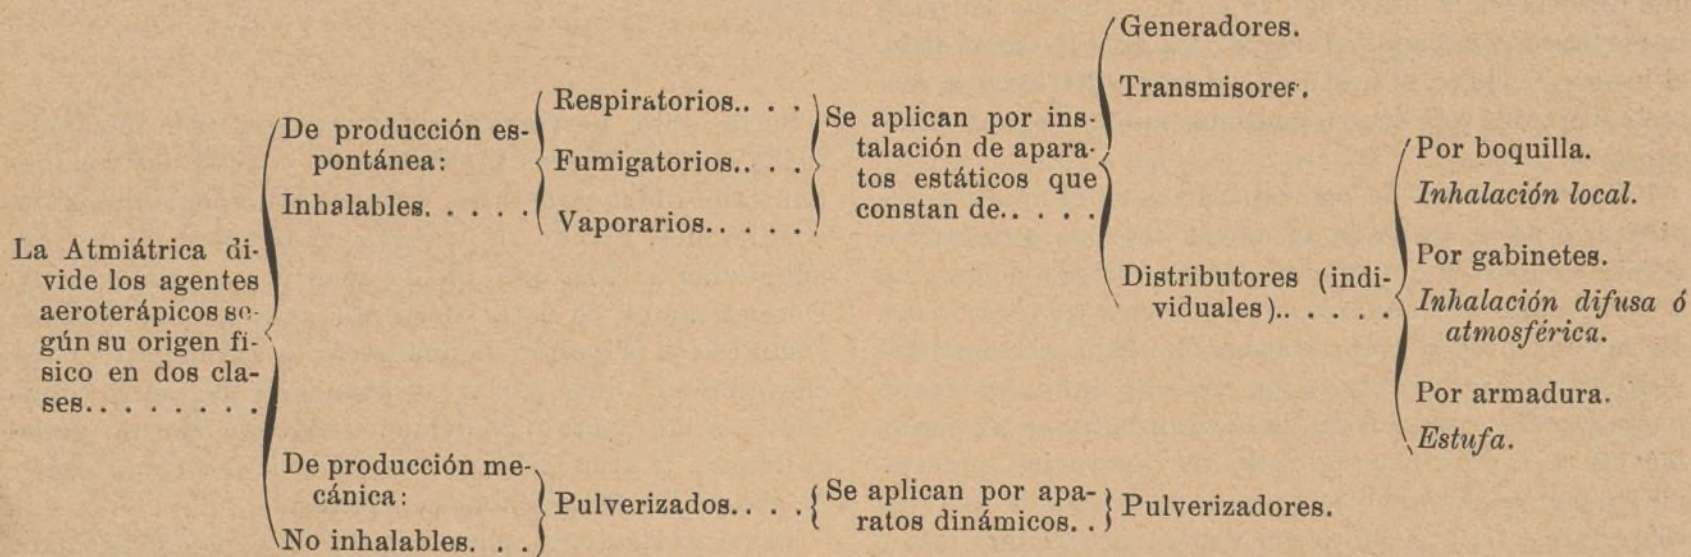 La Atmiátrica di-
vide los agentes
aeroterápicos se-
gún su origen fí-
sico en dos cla-
ses.. . . . . . .
De producción es-
pontánea:
Inhalables. . . . .
Respiratorios.. . .
Fumigatorios.. . .
Vaporarios.. . . .
Se aplican por ins-
talación de apara-
tos estáticos que
constan de.. . . .
Generadores.
Transmisores.
Distributores (indi-
viduales).. . . . .
Por boquilla.
Inhalación local.
Por gabinetes.
Inhalación difusa ó
atmosférica.
Por armadura.
Estufa.
De producción me-
cánica:
No inhalables. . .
Pulverizados.. . .
Se aplican por apa-
ratos dinámicos. .
Pulverizadores.